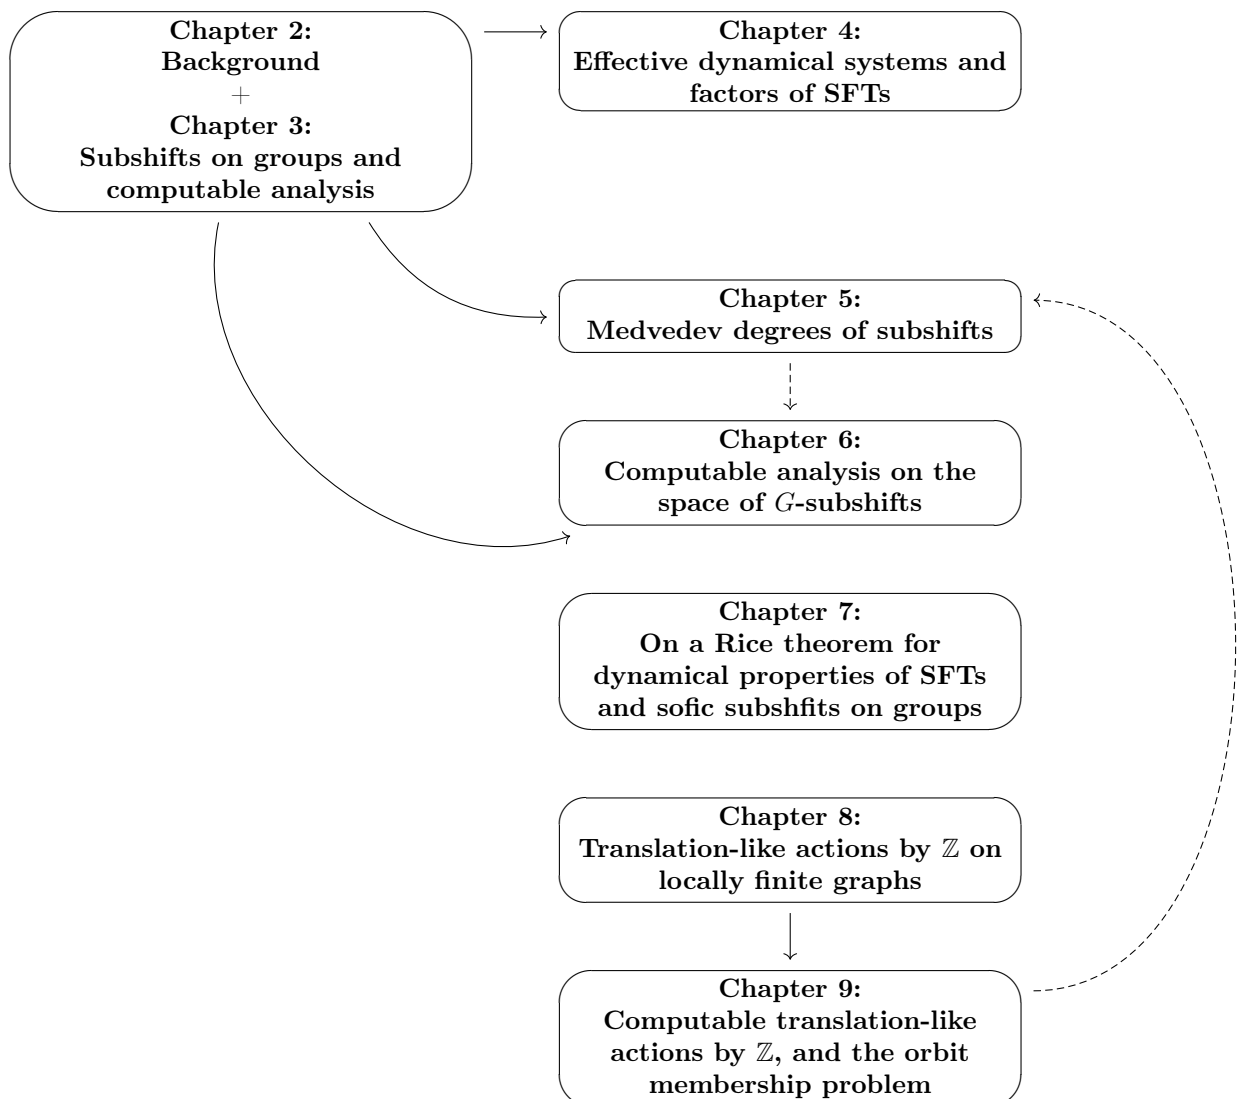 Chapter 2:
Background
+
Chapter 3:
Subshifts on groups and
computable analysis
Chapter 4:
Effective dynamical systems and
factors of SFTs
Chapter 5:
Medvedev degrees of subshifts
Chapter 6:
Computable analysis on the
space of G-subshifts
Chapter 7:
On a Rice theorem for
dynamical properties of SFTs
and sofic subshfits on groups
Chapter 8:
Translation-like actions by ℤ on
locally finite graphs
Chapter 9:
Computable translation-like
actions by ℤ, and the orbit
membership problem